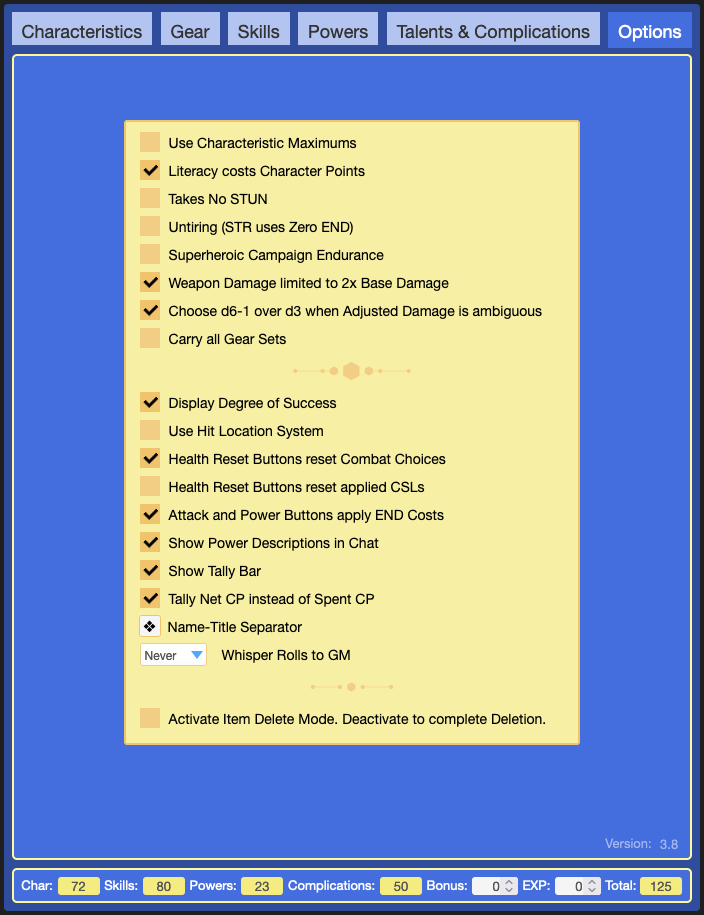 Characteristics Gear Skills Powers Talents & Complications Options
Use Characteristic Maximums
Literacy costs Character Points
Takes No STUN
Untiring (STR uses Zero END)
Superheroic Campaign Endurance
Weapon Damage limited to 2x Base Damage
Choose d6-1 over d3 when Adjusted Damage is ambiguous
Carry all Gear Sets
Display Degree of Success
Use Hit Location System
Health Reset Buttons reset Combat Choices
Health Reset Buttons reset applied CSLs
Attack and Power Buttons apply END Costs
Show Power Descriptions in Chat
Show Tally Bar
Tally Net CP instead of Spent CP
❖ Name-Title Separator
Never Whisper Rolls to GM
Activate Item Delete Mode. Deactivate to complete Deletion.
Version: 3.8
Char: 72 Skills: 80 Powers: 23 Complications: 50 Bonus: 0 EXP: 0 Total: 125